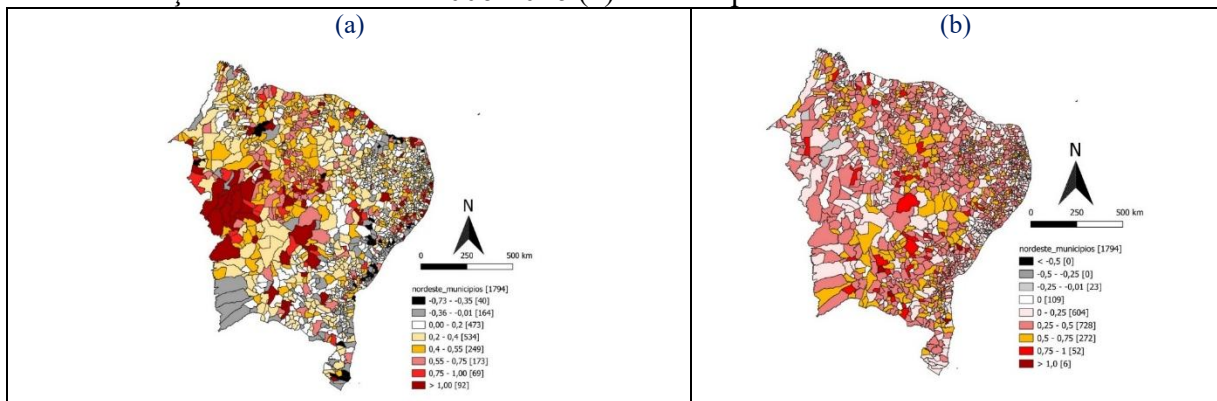 (a)
(b)
N
0 250 500 km
nordeste_municipios [1794]
-0,73 - -0,35 [40]
-0,36 - -0,01 [164]
0,00 - 0,2 [473]
0,2 - 0,4 [534]
0,4 - 0,55 [249]
0,55 - 0,75 [173]
0,75 - 1,00 [69]
> 1,00 [92]
N
0 250 500 km
nordeste_municipios [1794]
< -0,5 [0]
-0,5 - -0,25 [0]
-0,25 - -0,01 [23]
0 [109]
0 - 0,25 [604]
0,25 - 0,5 [728]
0,5 - 0,75 [272]
0,75 - 1 [52]
> 1,0 [6]